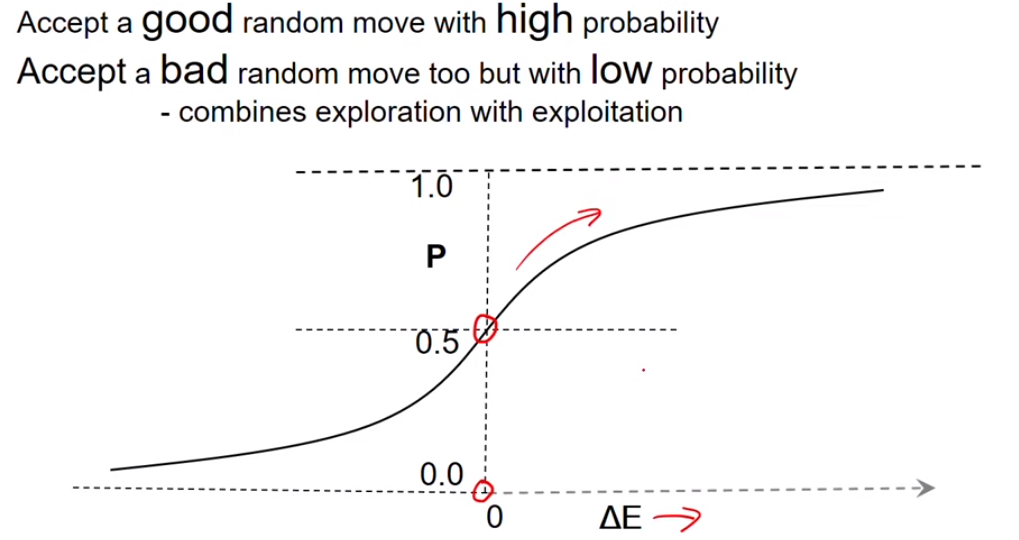 Accept a good random move with high probability
Accept a bad random move too but with low probability
- combines exploration with exploitation
1.0
P
0.5
0.0
0
ΔE